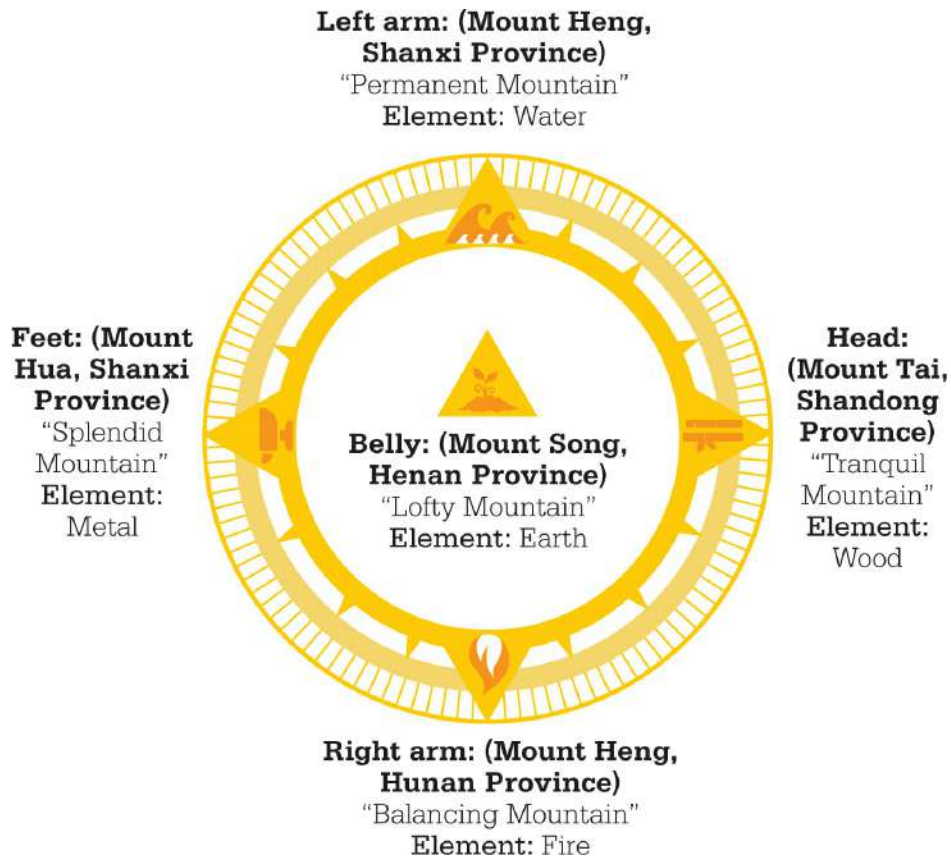 Left arm: (Mount Heng,
Shanxi Province)
“Permanent Mountain”
Element: Water
Feet: (Mount
Hua, Shanxi
Province)
“Splendid
Mountain”
Element:
Metal
Belly: (Mount Song,
Henan Province)
“Lofty Mountain”
Element: Earth
Head:
(Mount Tai,
Shandong
Province)
“Tranquil
Mountain”
Element:
Wood
Right arm: (Mount Heng,
Hunan Province)
“Balancing Mountain”
Element: Fire